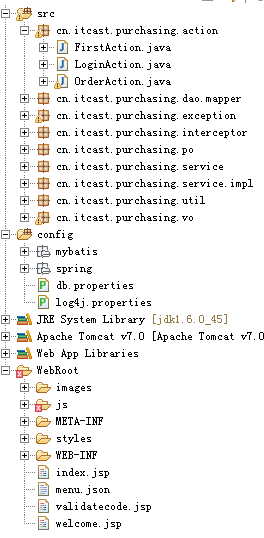 src
cn.itcast.purchasing.action
FirstAction.java
LoginAction.java
OrderAction.java
cn.itcast.purchasing.dao.mapper
cn.itcast.purchasing.exception
cn.itcast.purchasing.interceptor
cn.itcast.purchasing.po
cn.itcast.purchasing.service
cn.itcast.purchasing.service.impl
cn.itcast.purchasing.util
cn.itcast.purchasing.vo
config
mybatis
spring
db.properties
log4j.properties
JRE System Library [jdk1.6.0_45]
Apache Tomcat v7.0 [Apache Tomcat v7.0]
Web App Libraries
WebRoot
images
js
META-INF
styles
WEB-INF
index.jsp
menu.json
validatecode.jsp
welcome.jsp